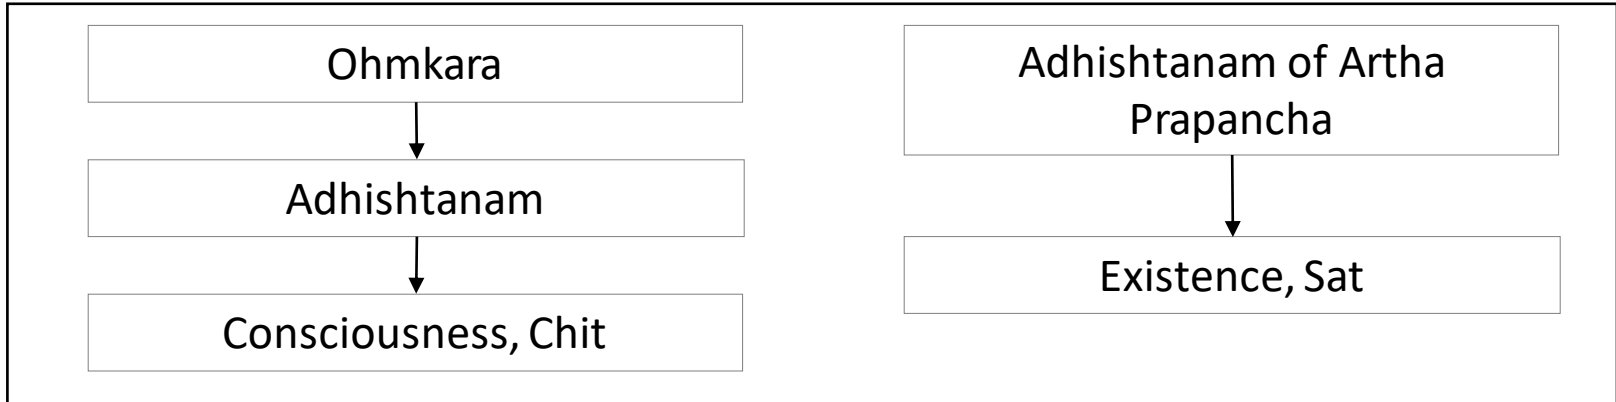 Ohmkara
Adhishtanam
Consciousness, Chit
Adhishtanam of Artha
Prapancha
Existence, Sat